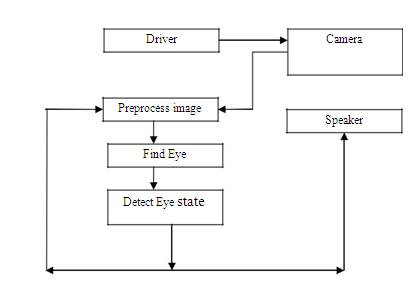 Driver
Camera
Preprocess image
Speaker
Find Eye
Detect Eye state